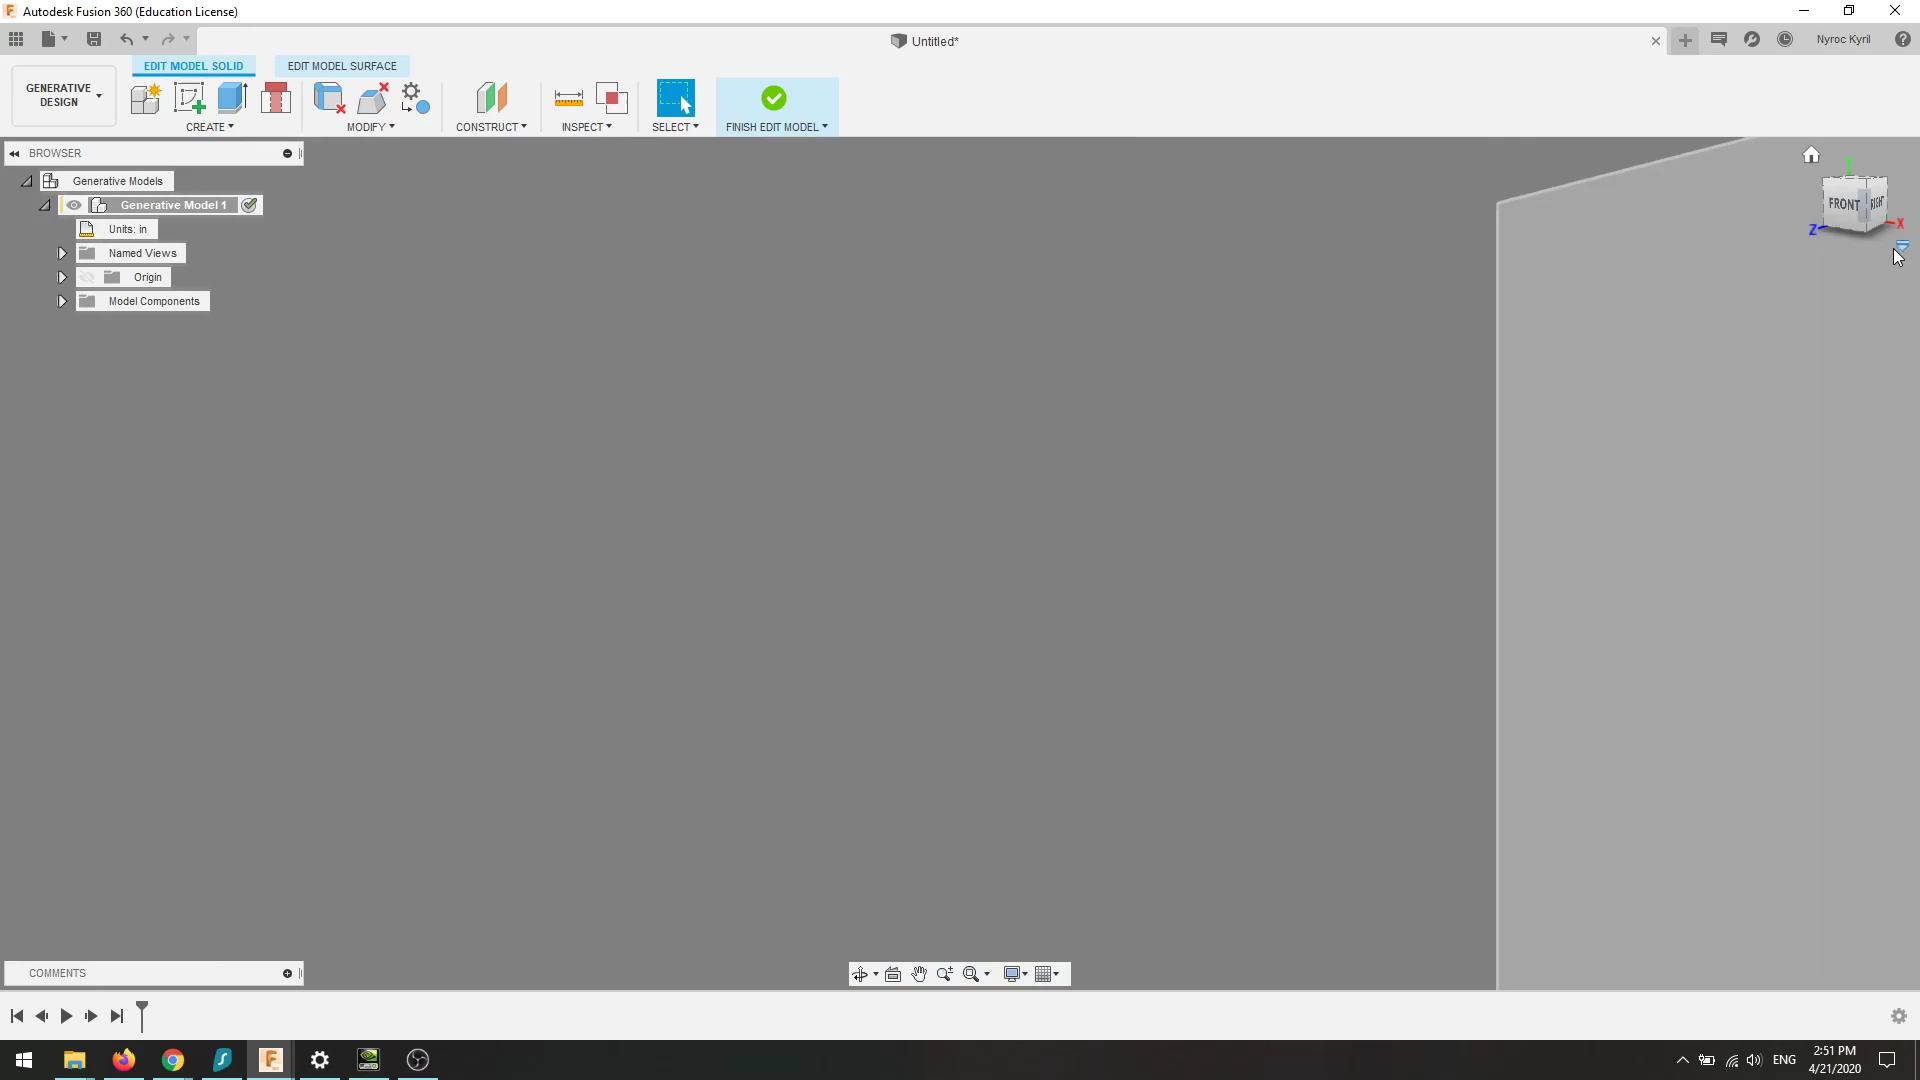 Autodesk Fusion 360 (Education License)
Untitled*
Nyroc Kyril
EDIT MODEL SOLID
EDIT MODEL SURFACE
GENERATIVE
DESIGN
CREATE
MODIFY
CONSTRUCT
INSPECT
SELECT
FINISH EDIT MODEL
BROWSER
Generative Models
Generative Model 1
Units: in
Named Views
Origin
Model Components
Y
FRONT
RIGHT
Z
X
COMMENTS
ENG
2:51 PM
4/21/2020